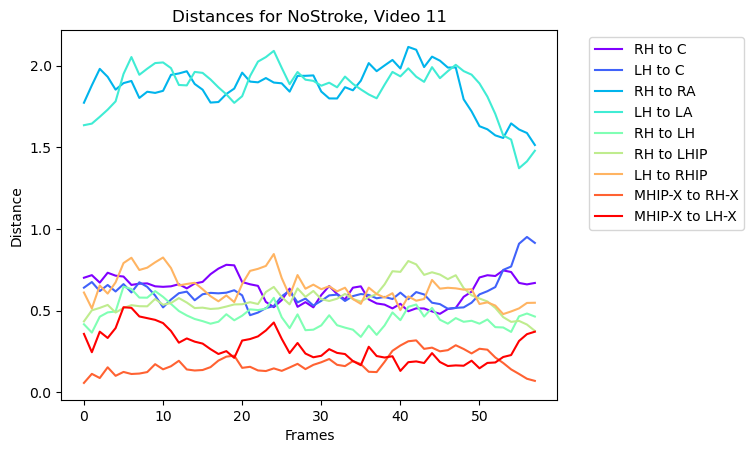 Distances for NoStroke, Video 11
Distance
2.0
1.5
1.0
0.5
0.0
0
10
20
30
40
50
Frames
RH to C
LH to C
RH to RA
LH to LA
RH to LH
RH to LHIP
LH to RHIP
MHIP-X to RH-X
MHIP-X to LH-X